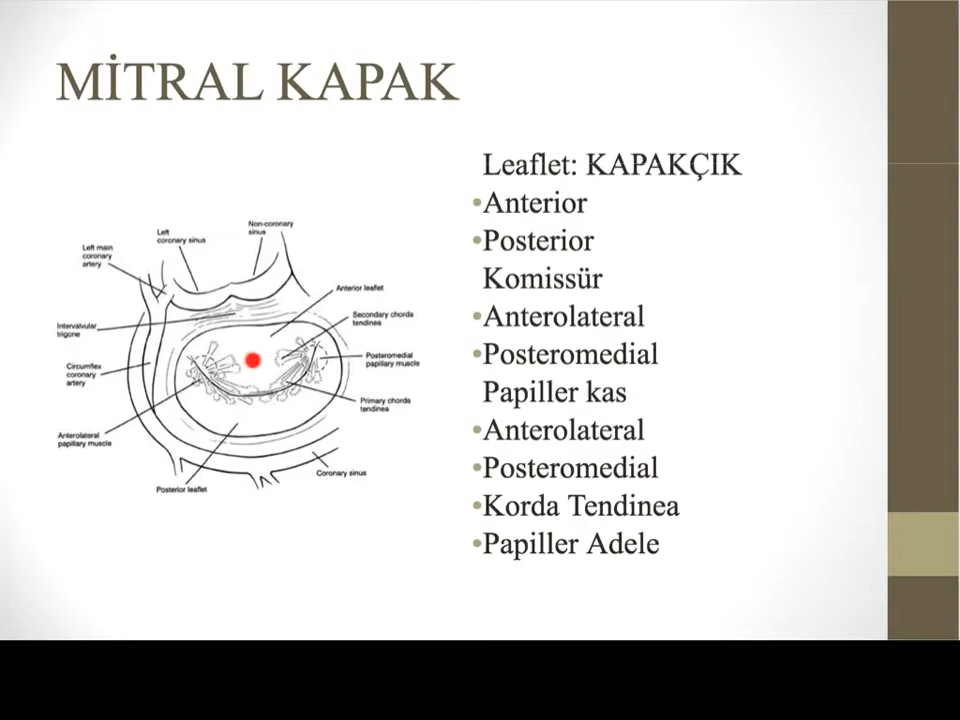 MİTRAL KAPAK
Leaflet: KAPAKÇIK
•Anterior
•Posterior
Komissür
•Anterolateral
•Posteromedial
Papiller kas
•Anterolateral
•Posteromedial
•Korda Tendinea
•Papiller Adele
Non-coronary
sinus
Left
coronary sinus
Left main
coronary
artery
Anterior leaflet
Secondary chorda
tendinea
Intervalvular
trigone
Posteromedial
papillary muscle
Circumflex
coronary
artery
Primary chorda
tendinea
Anterolateral
papillary muscle
Coronary sinus
Posterior leaflet